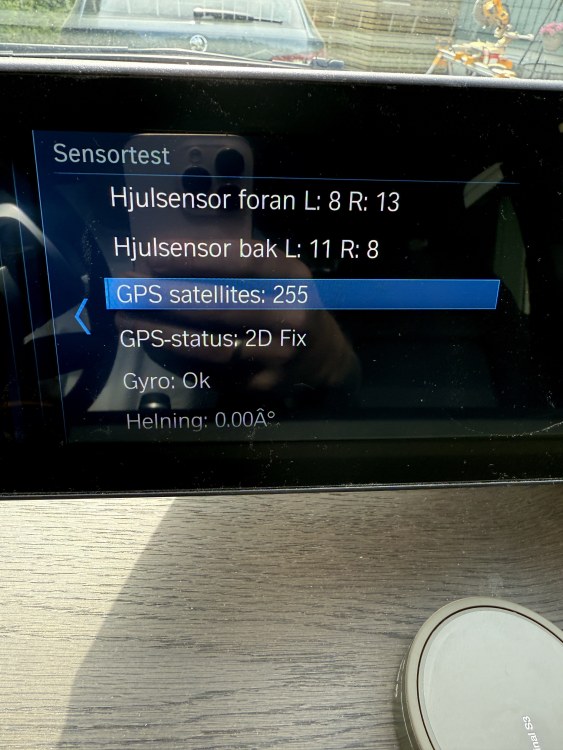 Sensortest
Hjulsensor foran L: 8 R: 13
Hjulsensor bak L: 11 R: 8
GPS satellites: 255
GPS-status: 2D Fix
Gyro: Ok
Helning: 0.00Â°